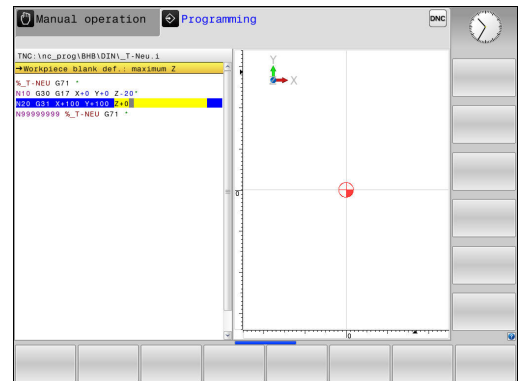 Manual operation
Programming
DNC
TNC:\nc_prog\BHB\DIN\_T-Neu.i
→Workpiece blank def.: maximum Z
%_T-NEU G71 *
N10 G30 G17 X+0 Y+0 Z-20*
N20 G31 X+100 Y+100 Z+0
N99999999 %_T-NEU G71 *
Y
X
0
0